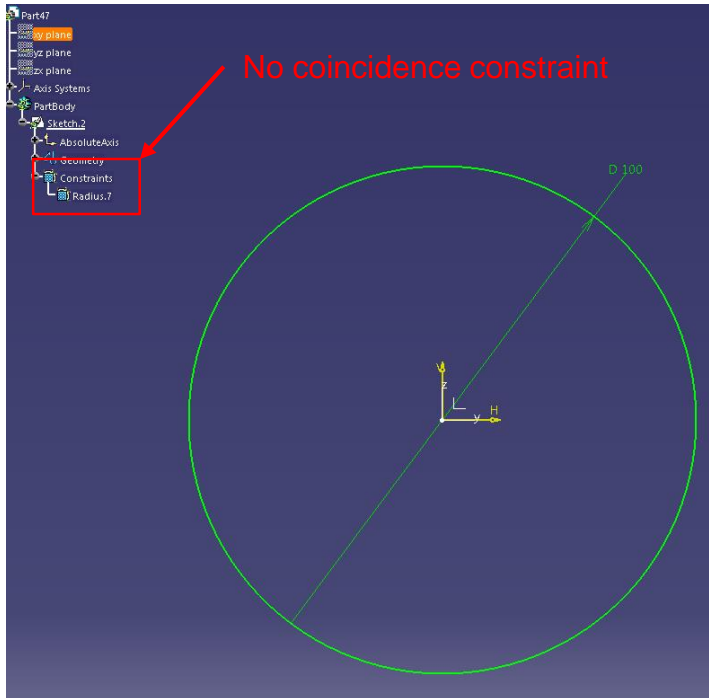 Part47
xy plane
yz plane
zx plane
Axis Systems
PartBody
Sketch.2
AbsoluteAxis
Geometry
Constraints
Radius.7
No coincidence constraint
D 100
V
z
H
y